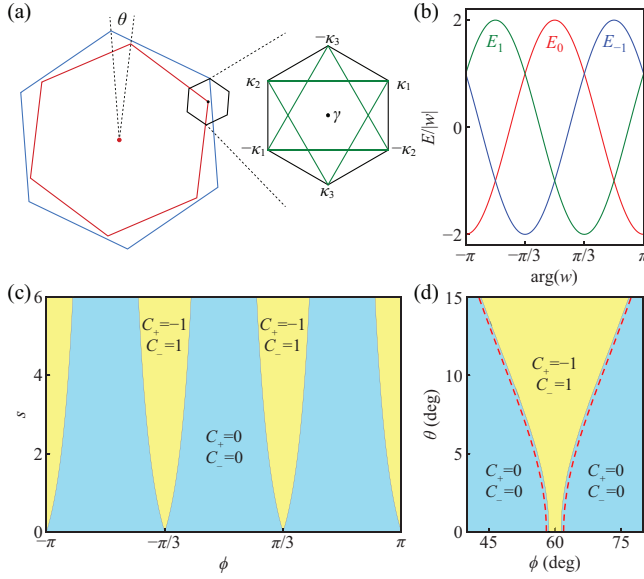 (a)
θ
−κ₃
κ₂
κ₁
γ
−κ₁
−κ₂
κ₃
(b)
2
0
−2
E/|w|
E₁
E₀
E₋₁
−π
−π/3
π/3
π
arg(w)
(c)
6
4
2
0
s
C₊=−1
C₋=1
C₊=−1
C₋=1
C₊=0
C₋=0
−π
−π/3
π/3
π
ϕ
(d)
15
10
5
0
θ (deg)
C₊=−1
C₋=1
C₊=0
C₋=0
C₊=0
C₋=0
45
60
75
ϕ (deg)